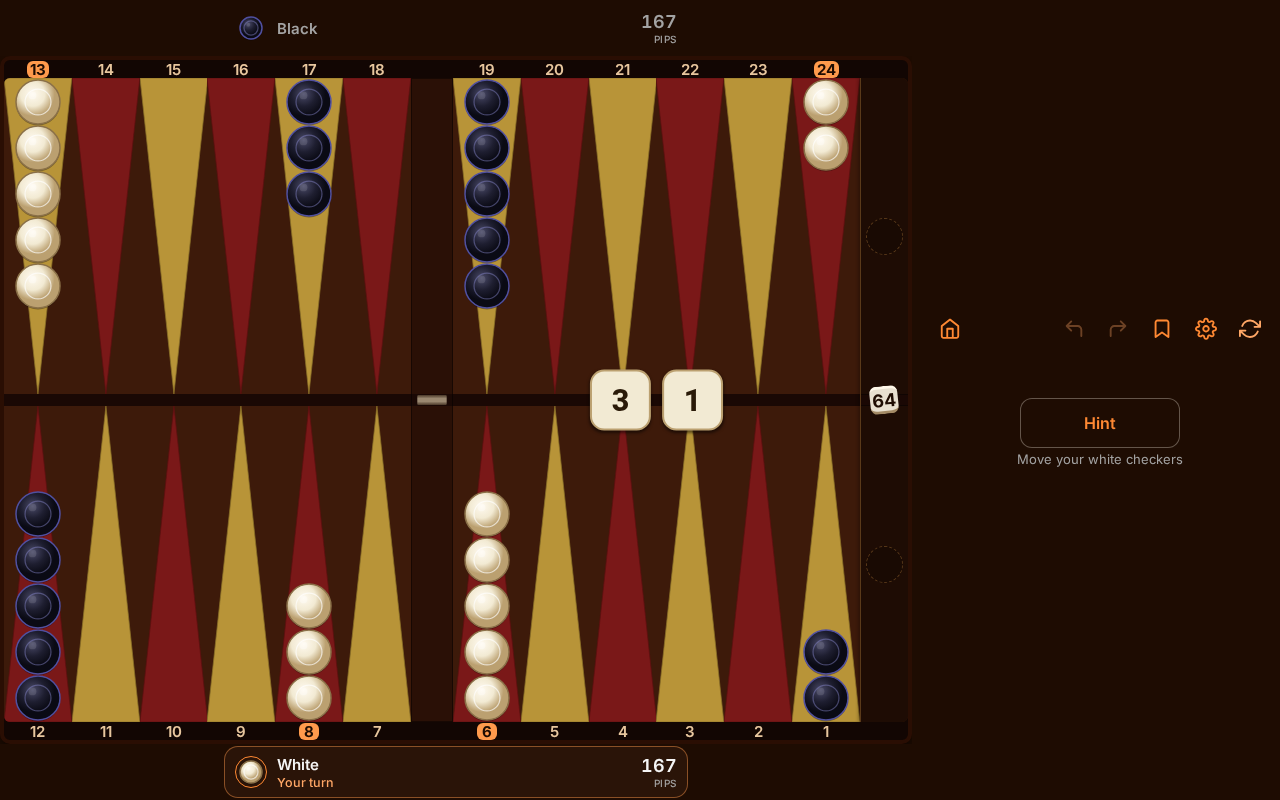 Black
167
PIPS
13 14 15 16 17 18 19 20 21 22 23 24
3 1
64
Hint
Move your white checkers
12 11 10 9 8 7 6 5 4 3 2 1
White
Your turn
167
PIPS